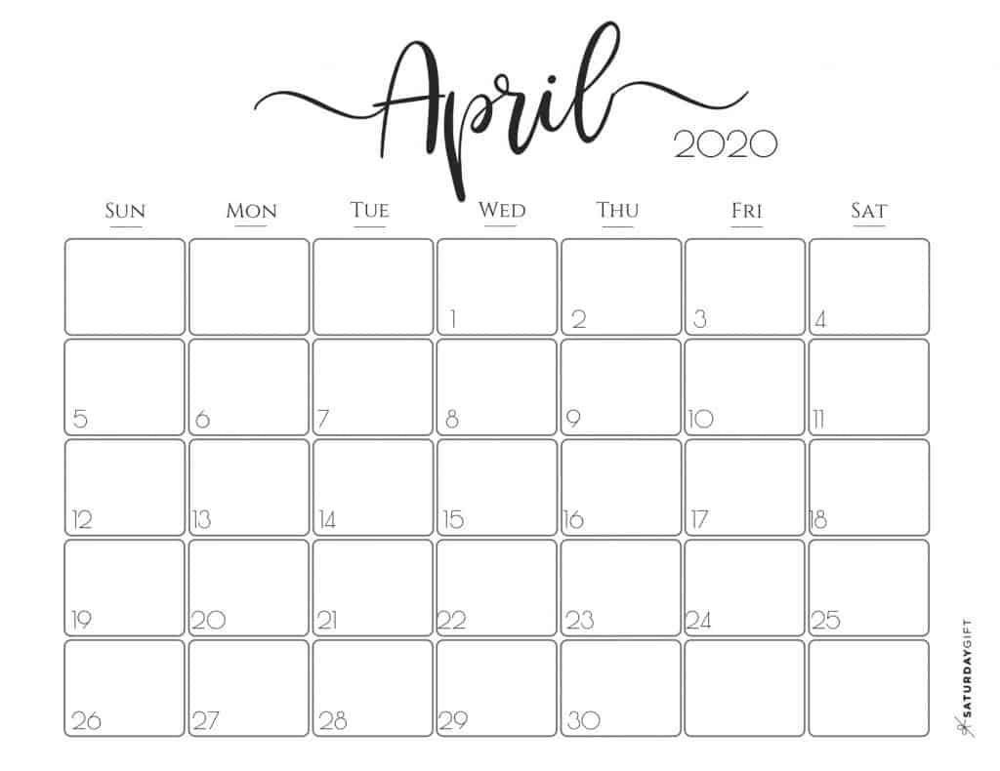 April
2020
SUN MON TUE WED THU FRI SAT
1 2 3 4
5 6 7 8 9 10 11
12 13 14 15 16 17 18
19 20 21 22 23 24 25
26 27 28 29 30
SATURDAYGIFT